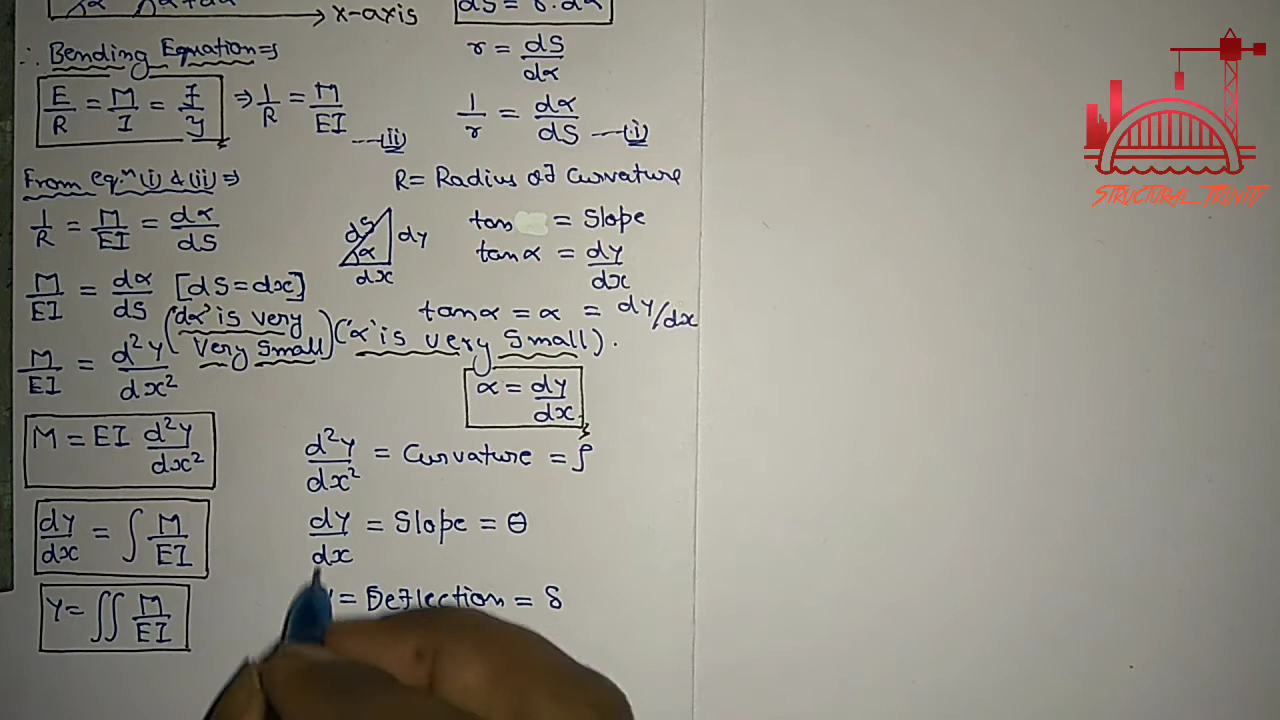 x-axis
dS = r.dα
∴ Bending Equation ⇒
E/R = M/I = f/y ⇒ 1/R = M/EI ---(ii)
r = dS/dα
1/r = dα/dS ---(i)
From eq.ⁿ (i) & (ii) ⇒
R = Radius of Curvature
1/R = M/EI = dα/dS
dS dy α dx
tan = Slope
tanα = dy/dx
M/EI = dα/dS [dS = dx]
('dα' is very Very Small)
tanα = α = dy/dx
('α' is very Small).
M/EI = d²y/dx²
α = dy/dx
M = EI d²y/dx²
d²y/dx² = Curvature = ρ
dy/dx = ∫ M/EI
dy/dx = Slope = θ
Y = ∬ M/EI
= Deflection = δ
STRUCTURAL TRINITY